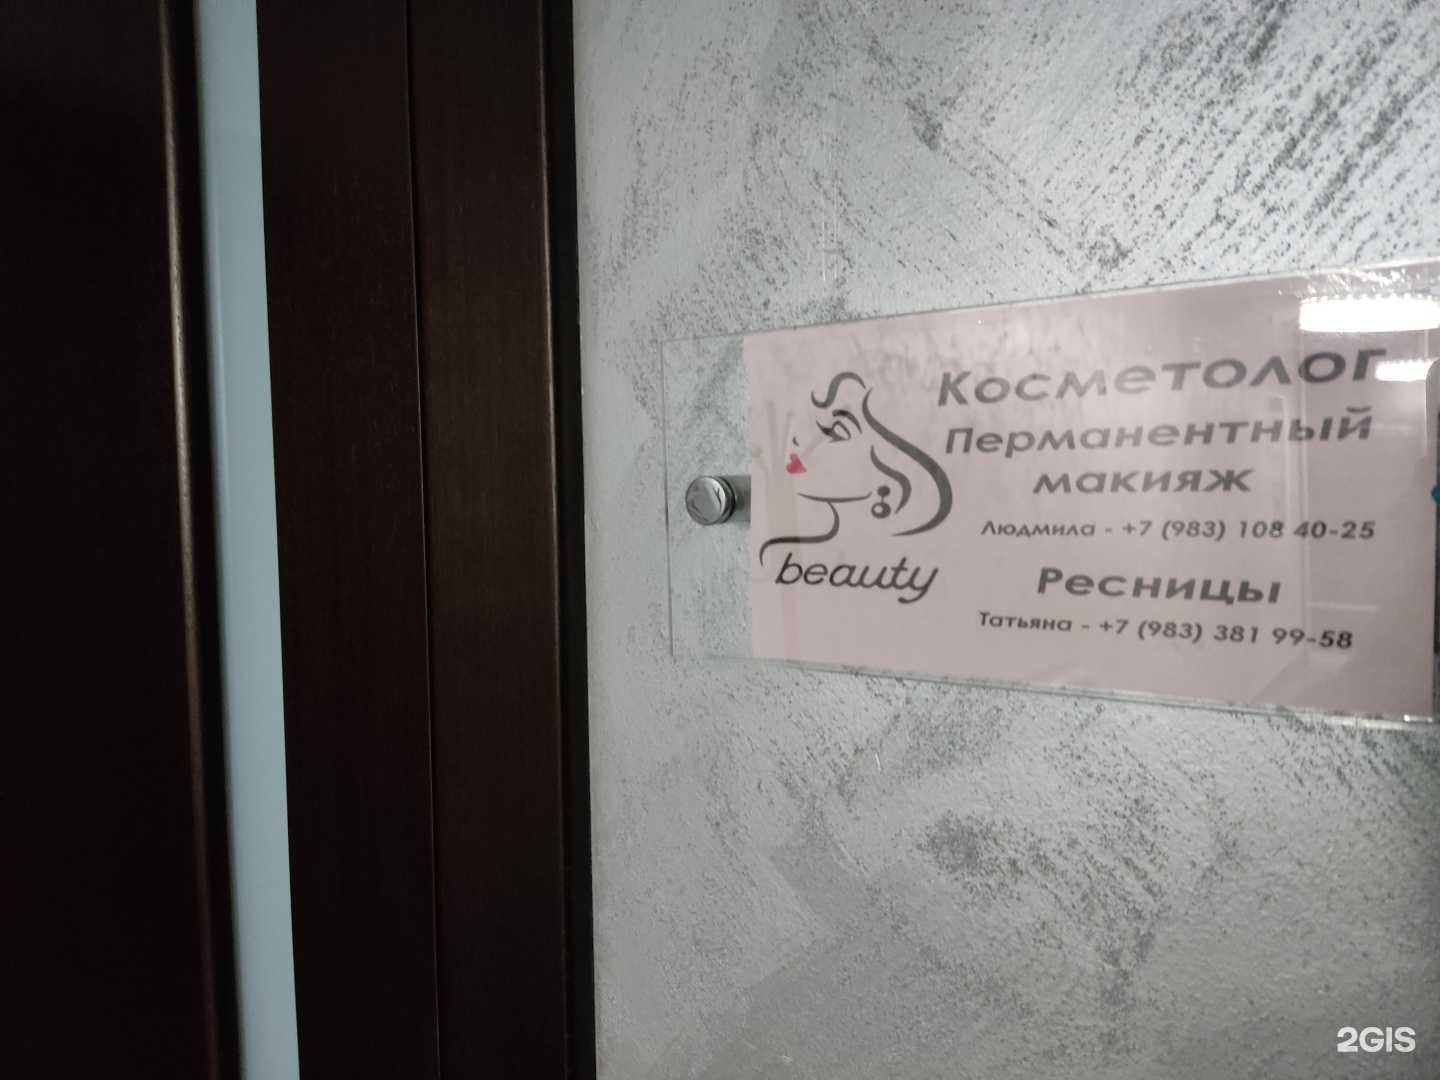 Косметолог
Перманентный
макияж
Людмила - +7 (983) 108 40-25
beauty
Ресницы
Татьяна - +7 (983) 381 99-58
2GIS